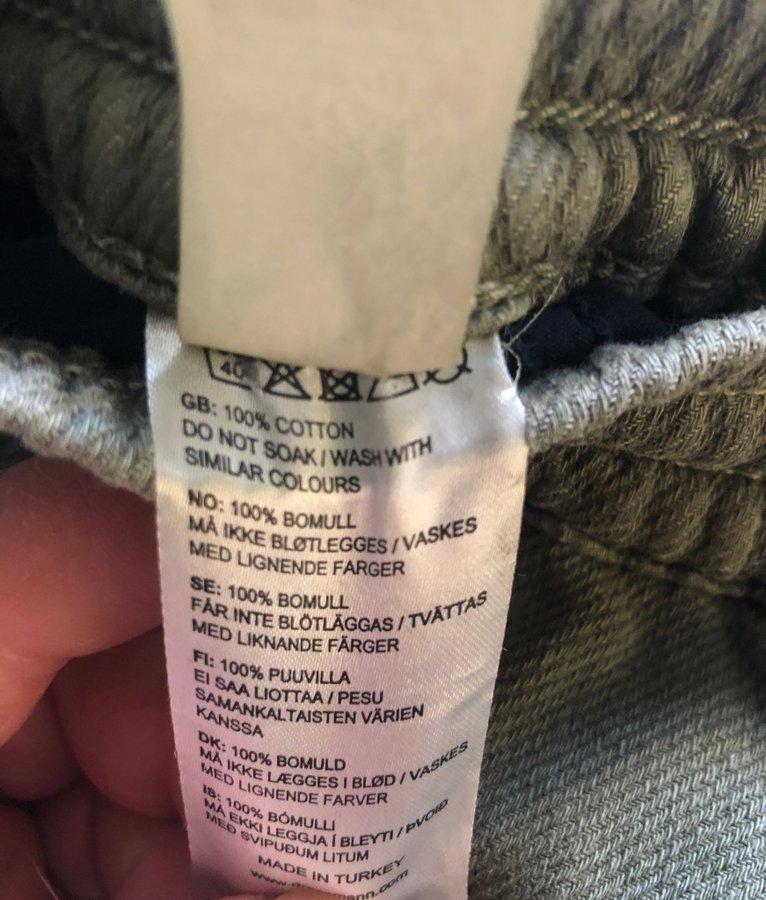 40
GB: 100% COTTON
DO NOT SOAK / WASH WITH
SIMILAR COLOURS
NO: 100% BOMULL
MÅ IKKE BLØTLEGGES / VASKES
MED LIGNENDE FARGER
SE: 100% BOMULL
FÅR INTE BLÖTLÄGGAS / TVÄTTAS
MED LIKNANDE FÄRGER
FI: 100% PUUVILLA
EI SAA LIOTTAA / PESU
SAMANKALTAISTEN VÄRIEN
KANSSA
DK: 100% BOMULD
MÅ IKKE LÆGGES I BLØD / VASKES
MED LIGNENDE FARVER
IS: 100% BÓMULLI
MÁ EKKI LEGGJA Í BLEYTI / ÞVOIÐ
MEÐ SVIPUÐUM LITUM
MADE IN TURKEY